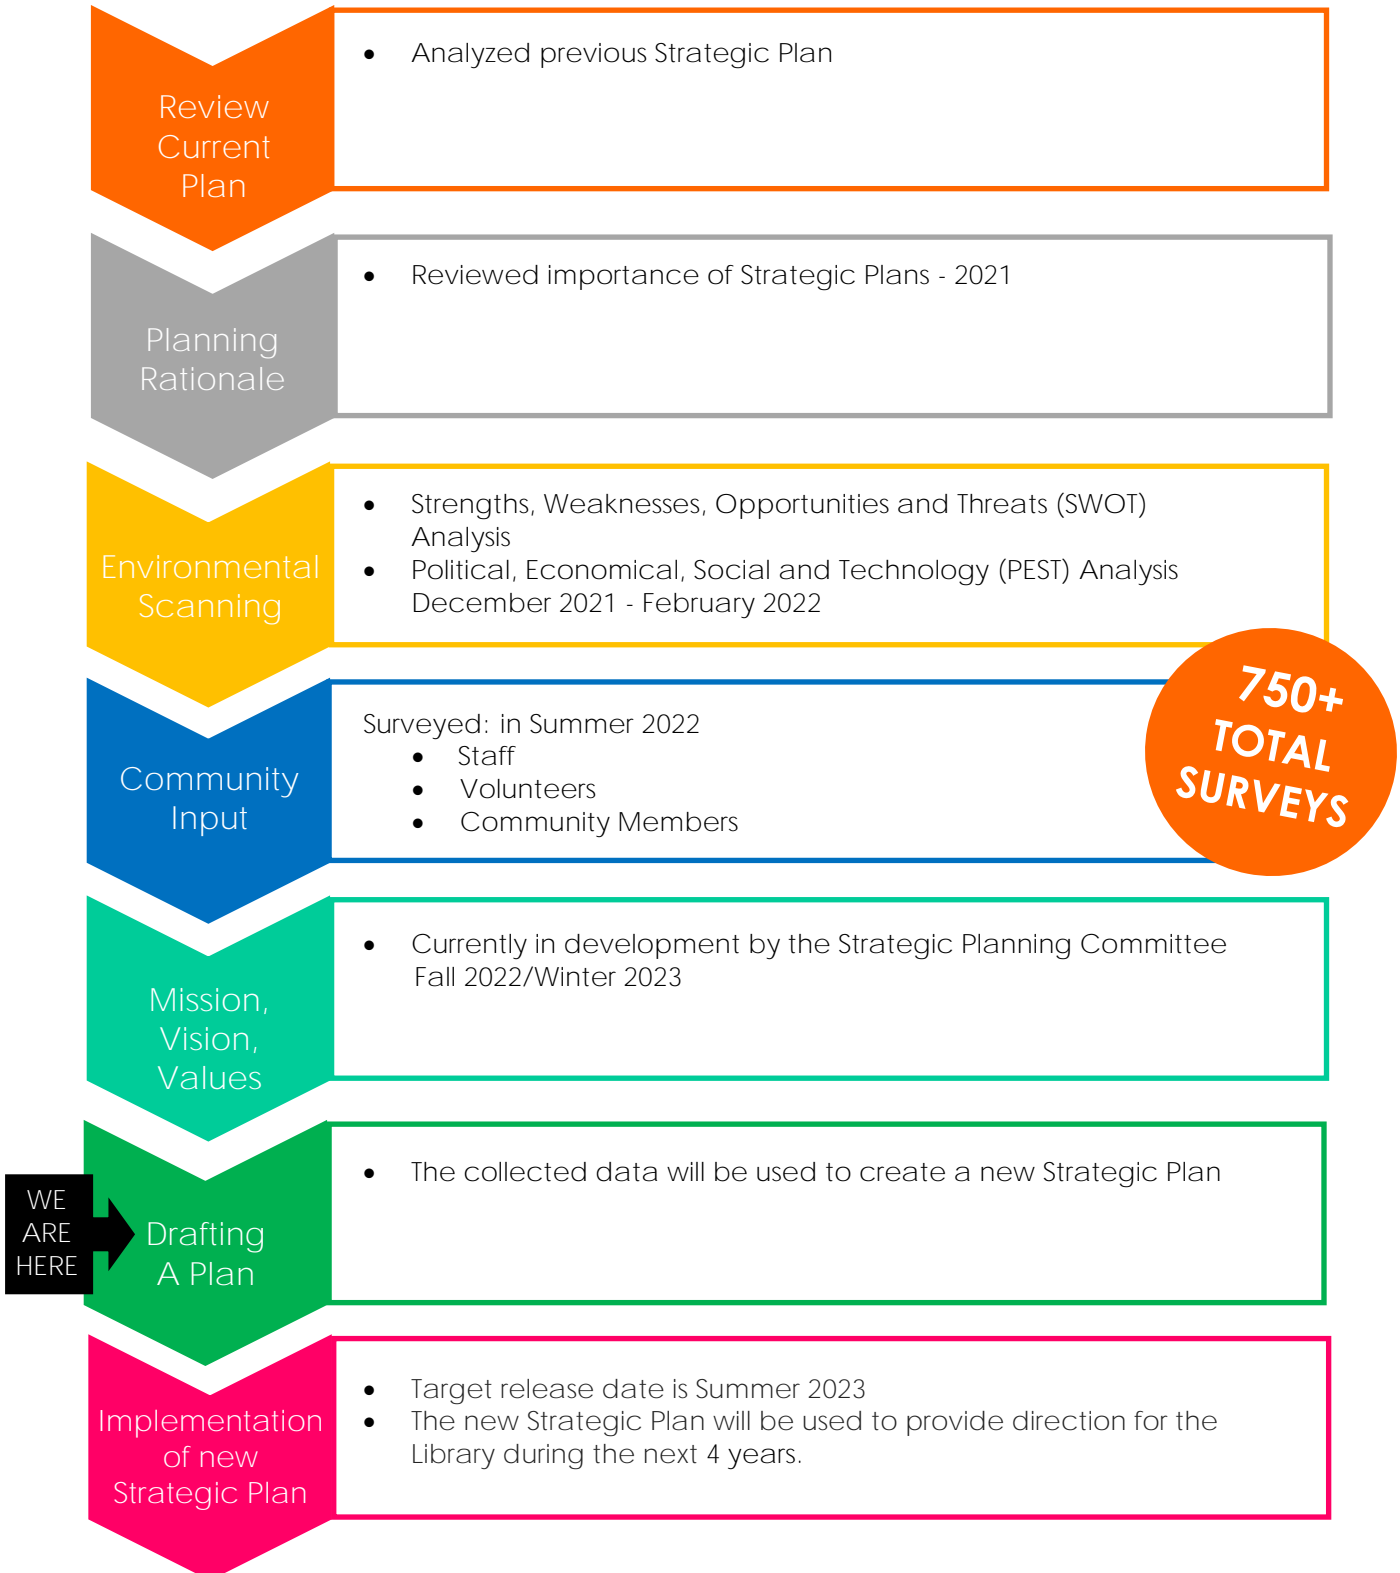 Review
Current
Plan
• Analyzed previous Strategic Plan
Planning
Rationale
• Reviewed importance of Strategic Plans - 2021
Environmental
Scanning
• Strengths, Weaknesses, Opportunities and Threats (SWOT)
Analysis
• Political, Economical, Social and Technology (PEST) Analysis
December 2021 - February 2022
Community
Input
Surveyed: in Summer 2022
• Staff
• Volunteers
• Community Members
750+
TOTAL
SURVEYS
Mission,
Vision,
Values
• Currently in development by the Strategic Planning Committee
Fall 2022/Winter 2023
WE
ARE
HERE
Drafting
A Plan
• The collected data will be used to create a new Strategic Plan
Implementation
of new
Strategic Plan
• Target release date is Summer 2023
• The new Strategic Plan will be used to provide direction for the
Library during the next 4 years.